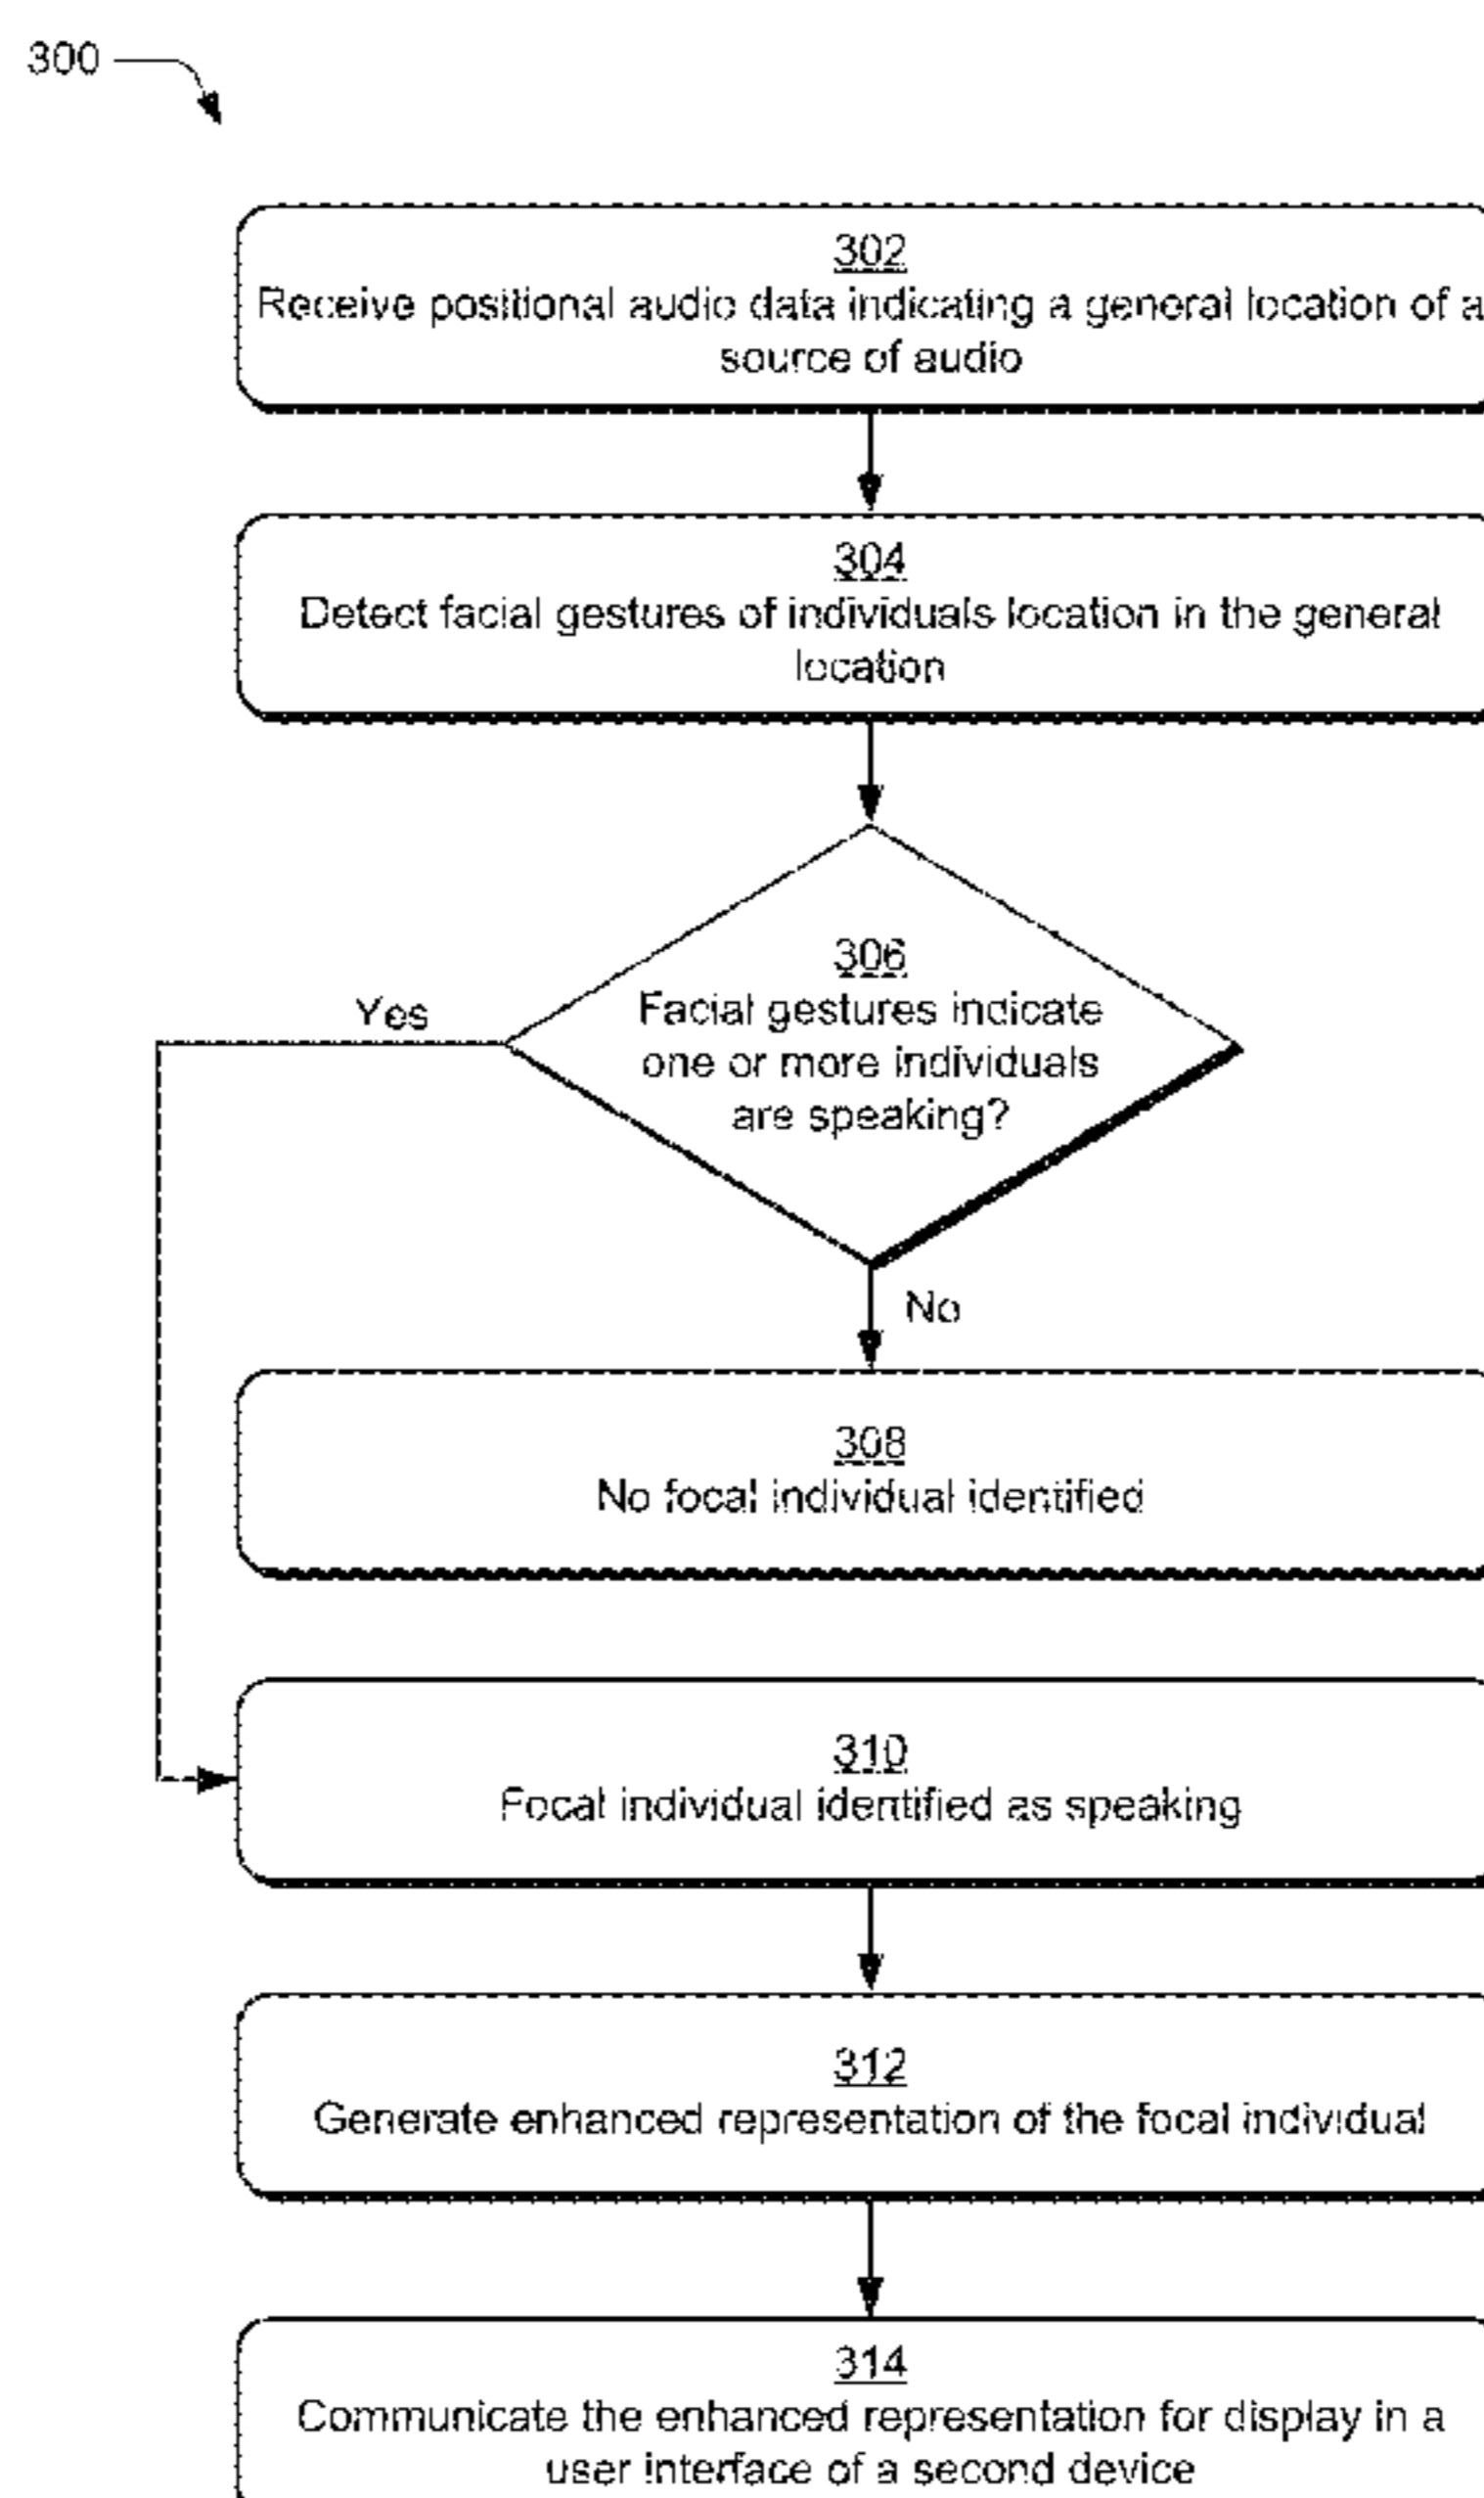 300
302
Receive positional audio data indicating a general location of a
source of audio
304
Detect facial gestures of individuals location in the general
location
306
Facial gestures indicate
one or more individuals
are speaking?
Yes
No
308
No focal individual identified
310
Focal individual identified as speaking
312
Generate enhanced representation of the focal individual
314
Communicate the enhanced representation for display in a
user interface of a second device